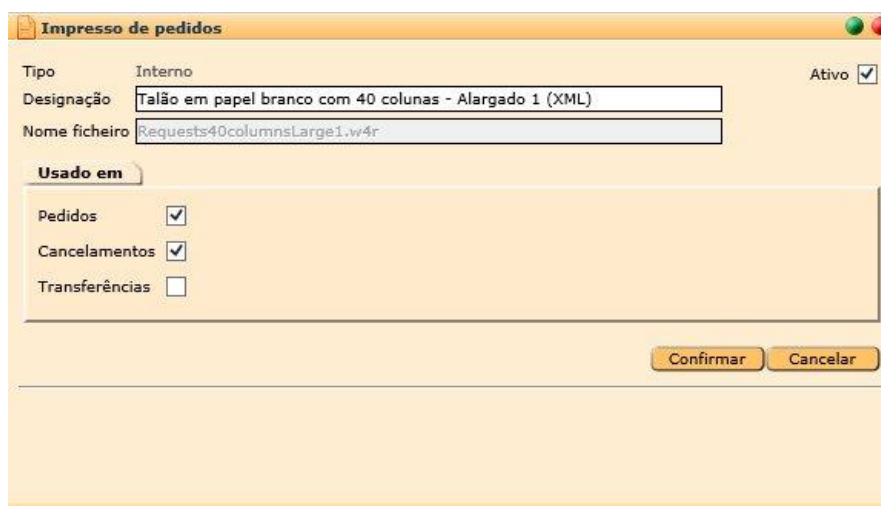 Impresso de pedidos
Tipo Interno Ativo
Designação Talão em papel branco com 40 colunas - Alargado 1 (XML)
Nome ficheiro Requests40columnsLarge1.w4r
Usado em
Pedidos
Cancelamentos
Transferências
Confirmar Cancelar